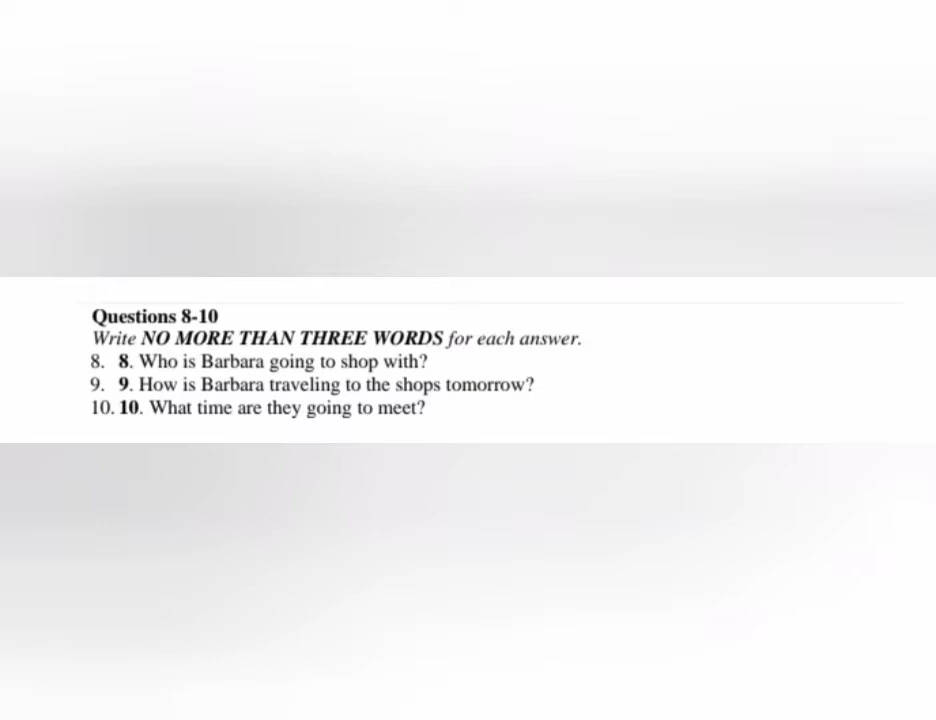 Questions 8-10
Write NO MORE THAN THREE WORDS for each answer.
8. 8. Who is Barbara going to shop with?
9. 9. How is Barbara traveling to the shops tomorrow?
10. 10. What time are they going to meet?